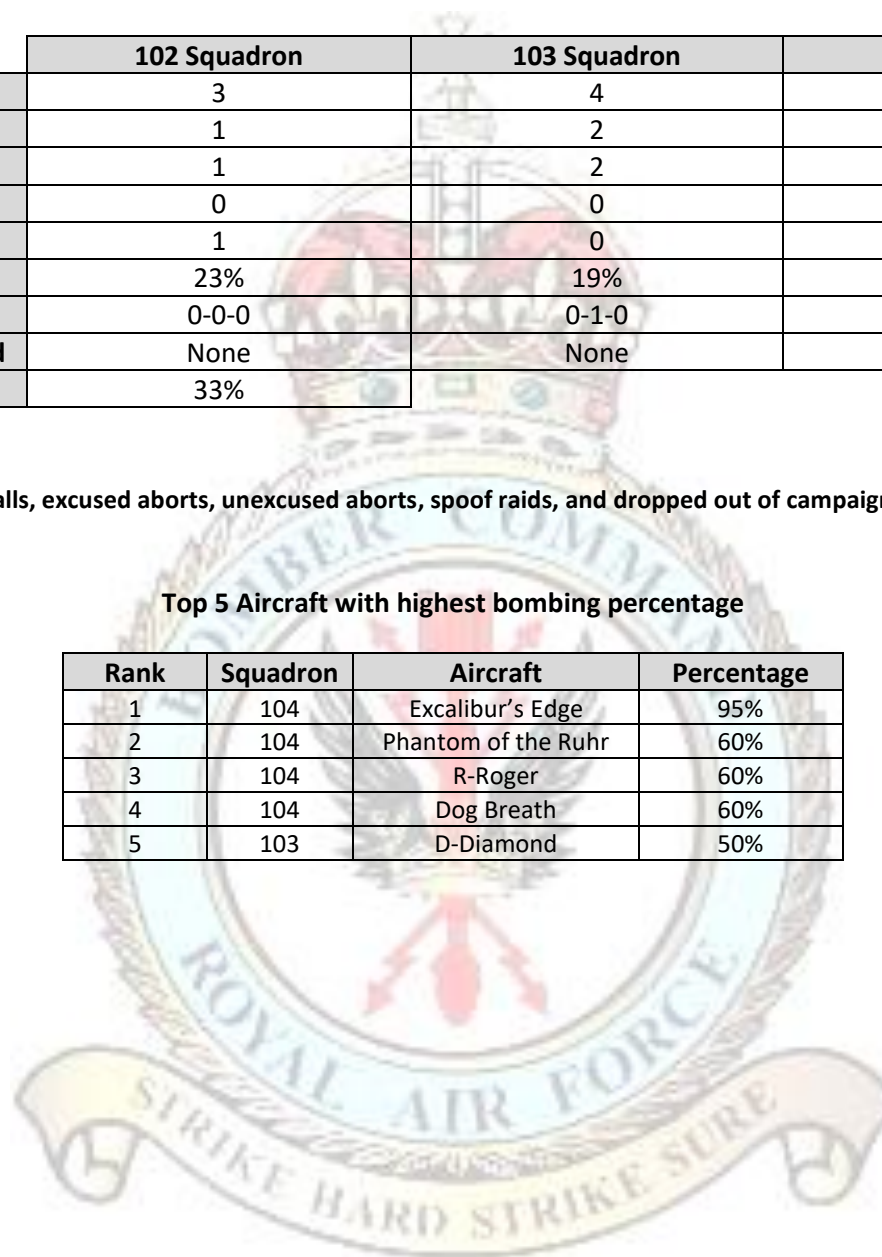 102 Squadron 103 Squadron
3 4
1 2
1 2
0 0
1 0
23% 19%
0-0-0 0-1-0
None None
33%
alls, excused aborts, unexcused aborts, spoof raids, and dropped out of campaign
Top 5 Aircraft with highest bombing percentage
Rank Squadron Aircraft Percentage
1 104 Excalibur’s Edge 95%
2 104 Phantom of the Ruhr 60%
3 104 R-Roger 60%
4 104 Dog Breath 60%
5 103 D-Diamond 50%
BOMBER COMMAND
ROYAL AIR FORCE
STRIKE HARD STRIKE SURE